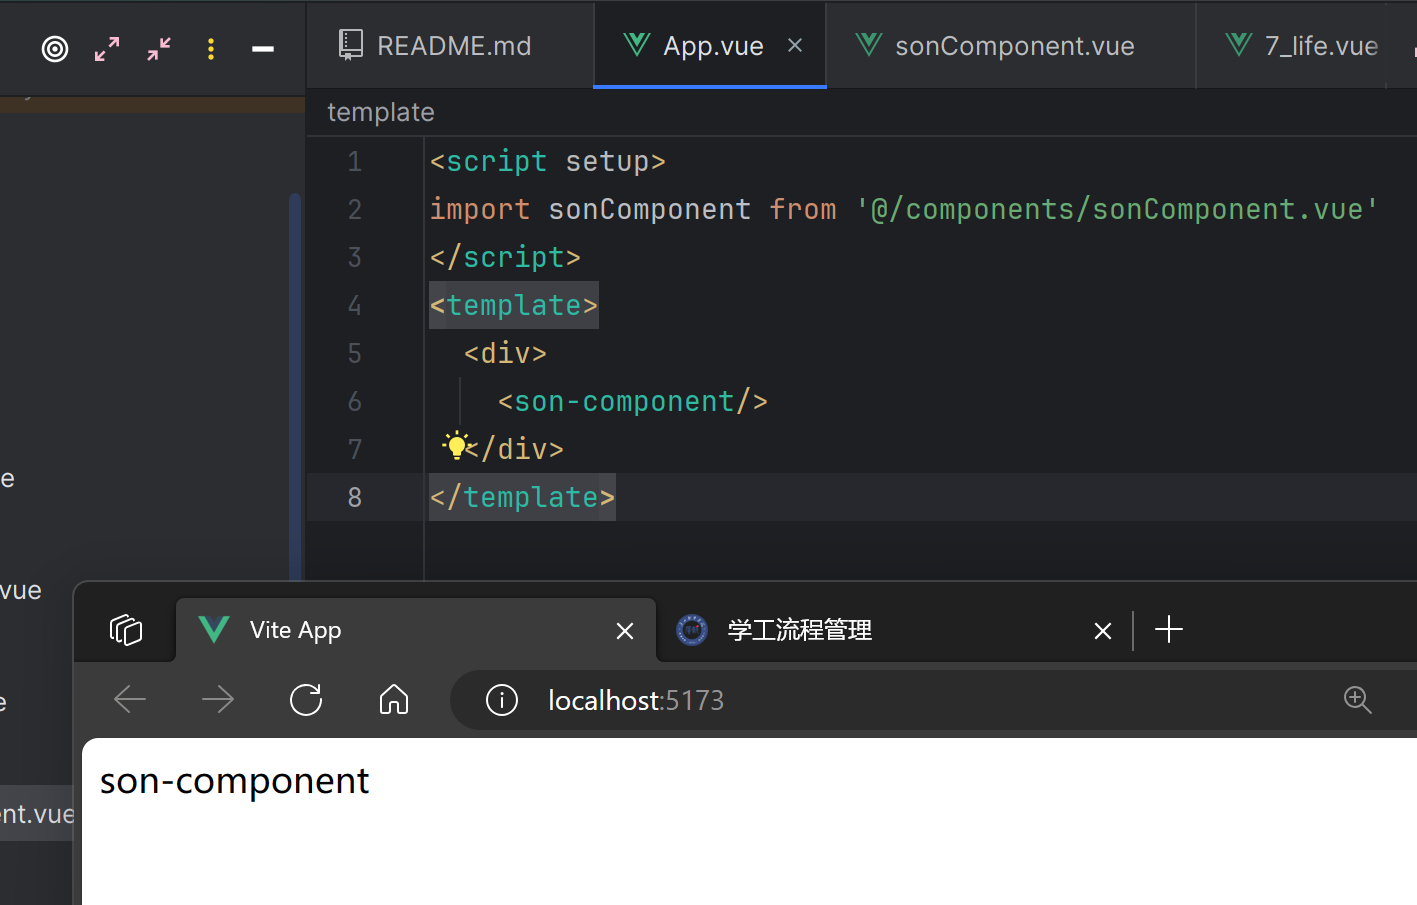 README.md
App.vue
sonComponent.vue
7_life.vue
template
1 <script setup>
2 import sonComponent from '@/components/sonComponent.vue'
3 </script>
4 <template>
5 <div>
6 <son-component/>
7 </div>
8 </template>
e
vue
e
nt.vue
Vite App
学工流程管理
localhost:5173
son-component